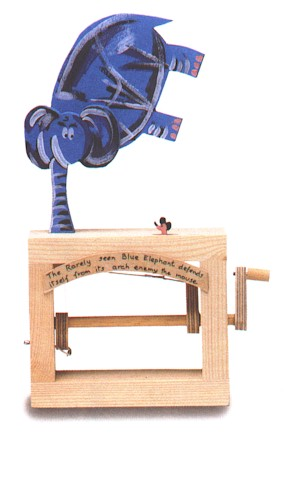 The Rarely seen Blue Elephant defends
itself from its arch enemy the mouse.